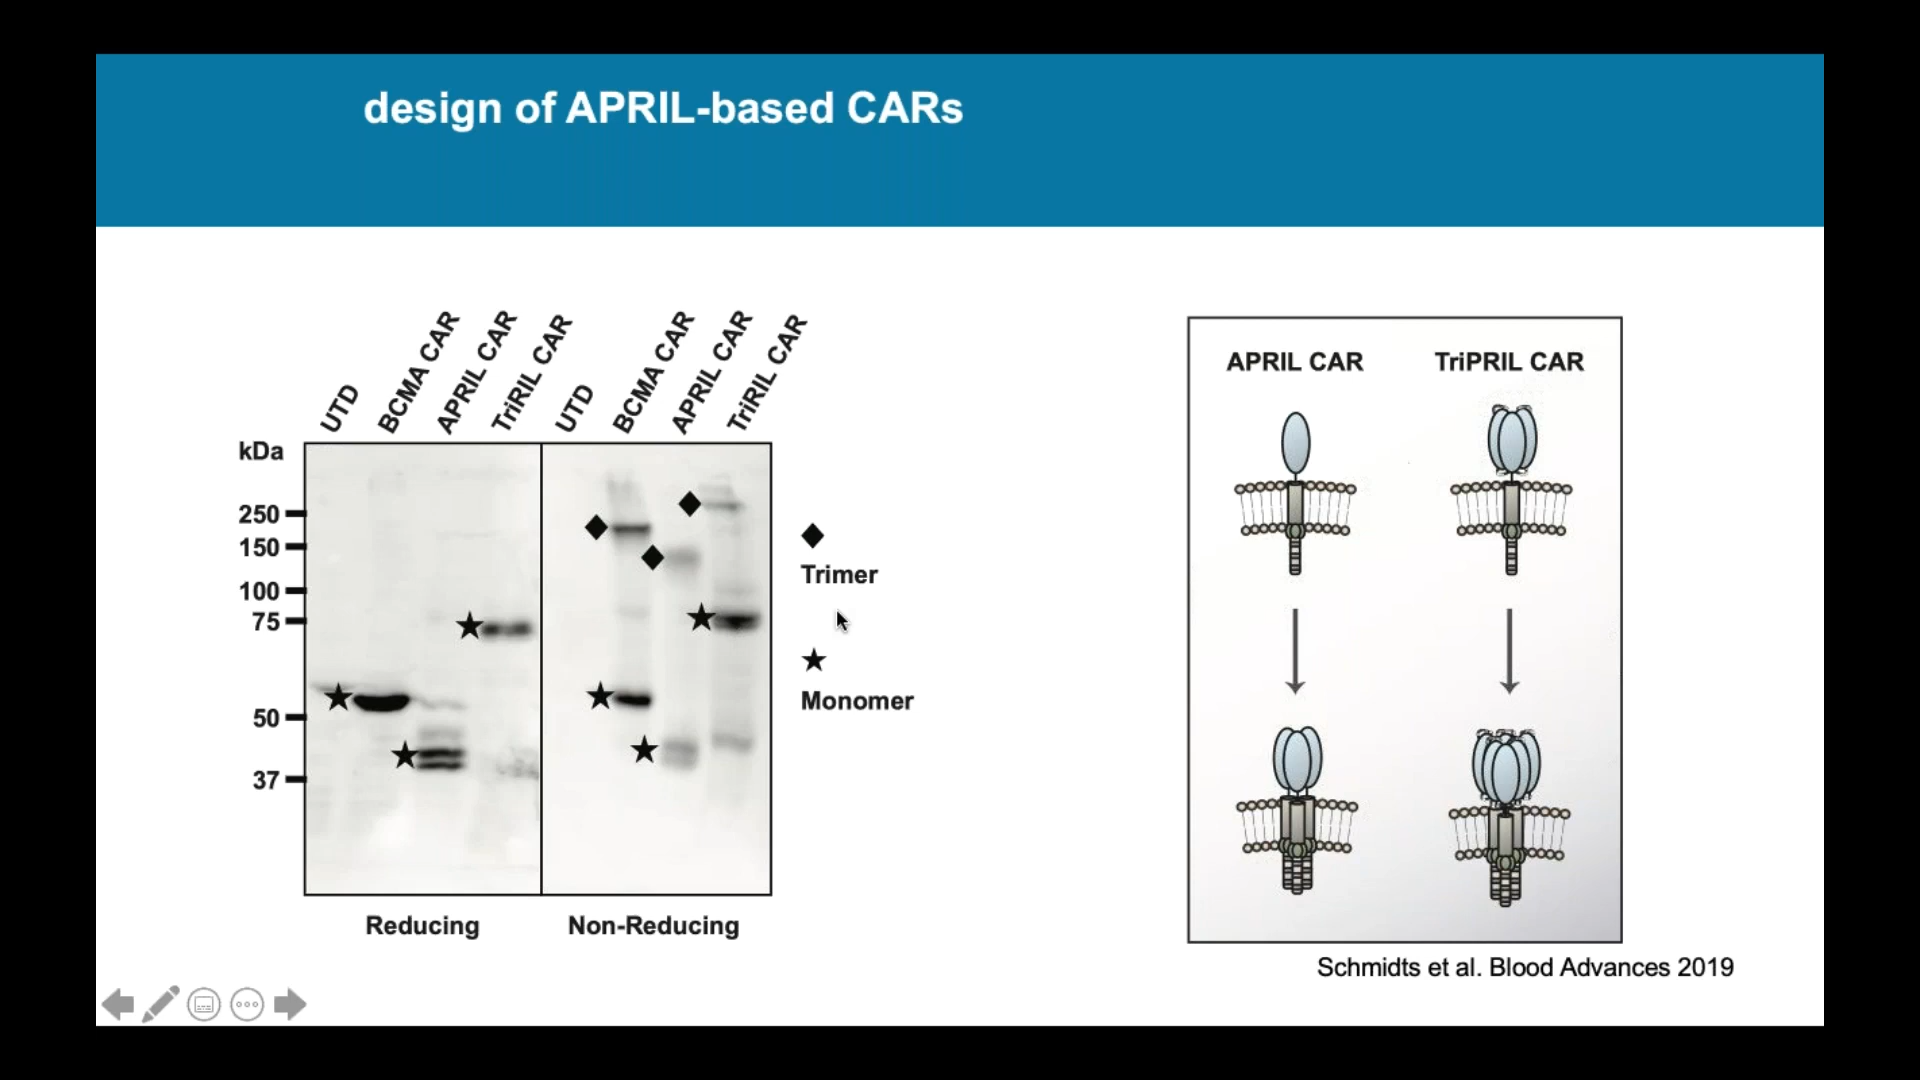 design of APRIL-based CARs
UTD
BCMA CAR
APRIL CAR
TriRIL CAR
UTD
BCMA CAR
APRIL CAR
TriRIL CAR
kDa
250
150
100
75
50
37
Trimer
Monomer
Reducing
Non-Reducing
APRIL CAR
TriPRIL CAR
Schmidts et al. Blood Advances 2019